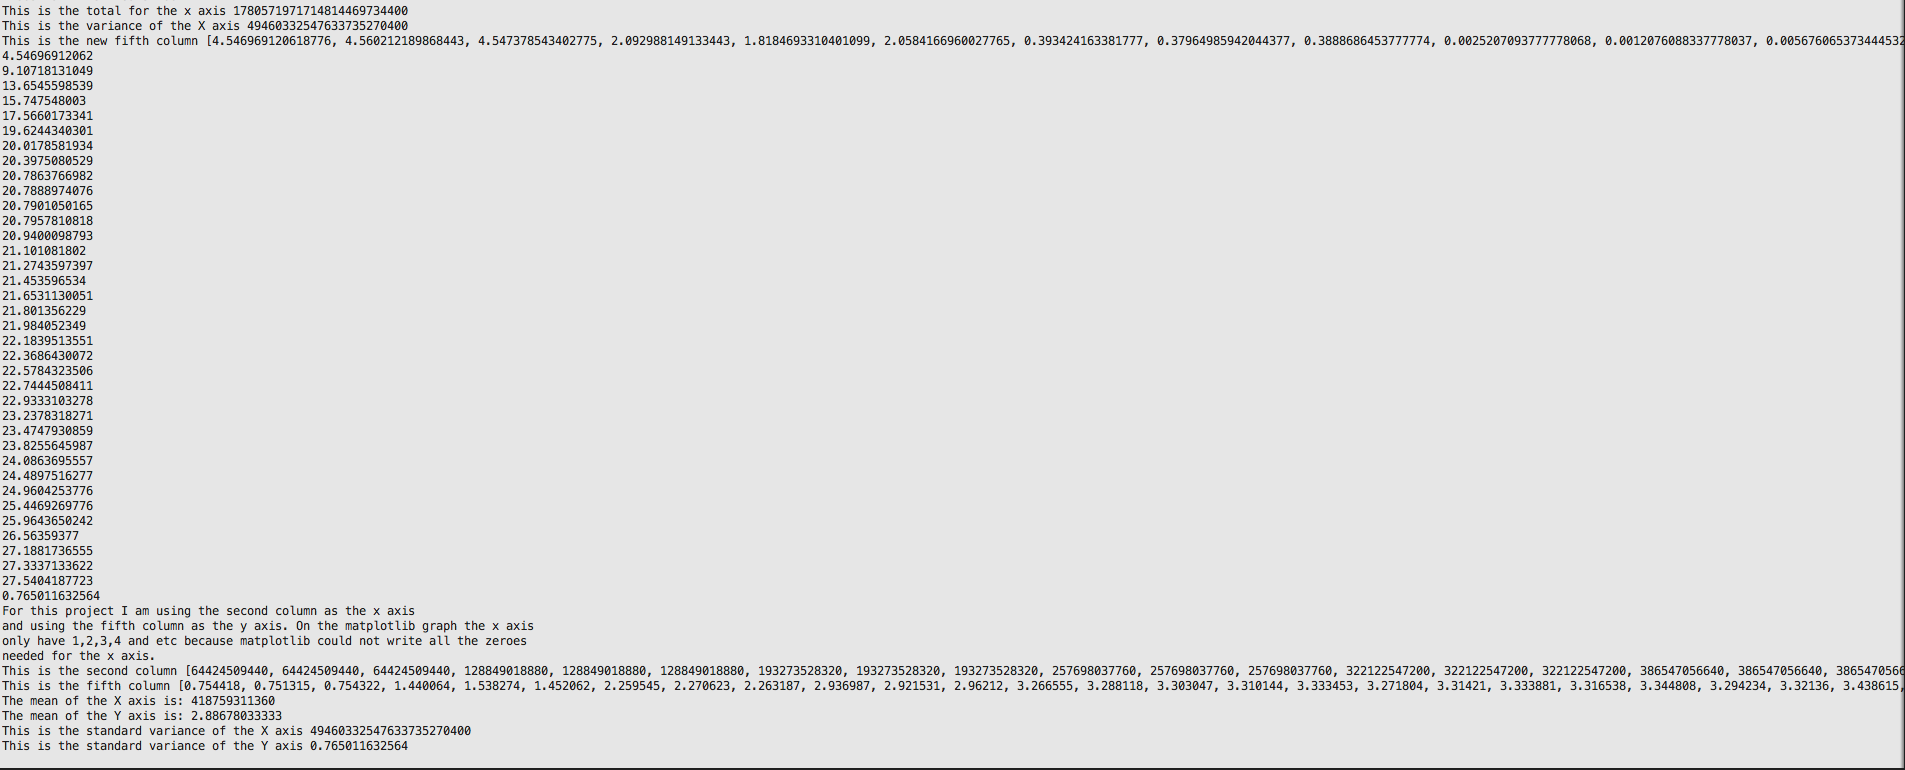 This is the total for the x axis 1780571971714814469734400
This is the variance of the X axis 49460332547633735270400
This is the new fifth column [4.546969120618776, 4.560212189868443, 4.547378543402775, 2.092988149133443, 1.8184693310401099, 2.0584166960027765, 0.393424163381777, 0.37964985942044377, 0.3888686453777774, 0.0025207093777778068, 0.0012076088337778037, 0.005676065373444532
4.54696912062
9.10718131049
13.6545598539
15.747548003
17.5660173341
19.6244340301
20.0178581934
20.3975080529
20.7863766982
20.7888974076
20.7901050165
20.7957810818
20.9400098793
21.101081802
21.2743597397
21.453596534
21.6531130051
21.801356229
21.984052349
22.1839513551
22.3686430072
22.5784323506
22.7444508411
22.9333103278
23.2378318271
23.4747930859
23.8255645987
24.0863695557
24.4897516277
24.9604253776
25.4469269776
25.9643650242
26.56359377
27.1881736555
27.3337133622
27.5404187723
0.765011632564
For this project I am using the second column as the x axis
and using the fifth column as the y axis. On the matplotlib graph the x axis
only have 1,2,3,4 and etc because matplotlib could not write all the zeroes
needed for the x axis.
This is the second column [64424509440, 64424509440, 64424509440, 128849018880, 128849018880, 128849018880, 193273528320, 193273528320, 193273528320, 257698037760, 257698037760, 257698037760, 322122547200, 322122547200, 322122547200, 386547056640, 386547056640, 3865470566
This is the fifth column [0.754418, 0.751315, 0.754322, 1.440064, 1.538274, 1.452062, 2.259545, 2.270623, 2.263187, 2.936987, 2.921531, 2.96212, 3.266555, 3.288118, 3.303047, 3.310144, 3.333453, 3.271804, 3.31421, 3.333881, 3.316538, 3.344808, 3.294234, 3.32136, 3.438615,
The mean of the X axis is: 418759311360
The mean of the Y axis is: 2.88678033333
This is the standard variance of the X axis 49460332547633735270400
This is the standard variance of the Y axis 0.765011632564